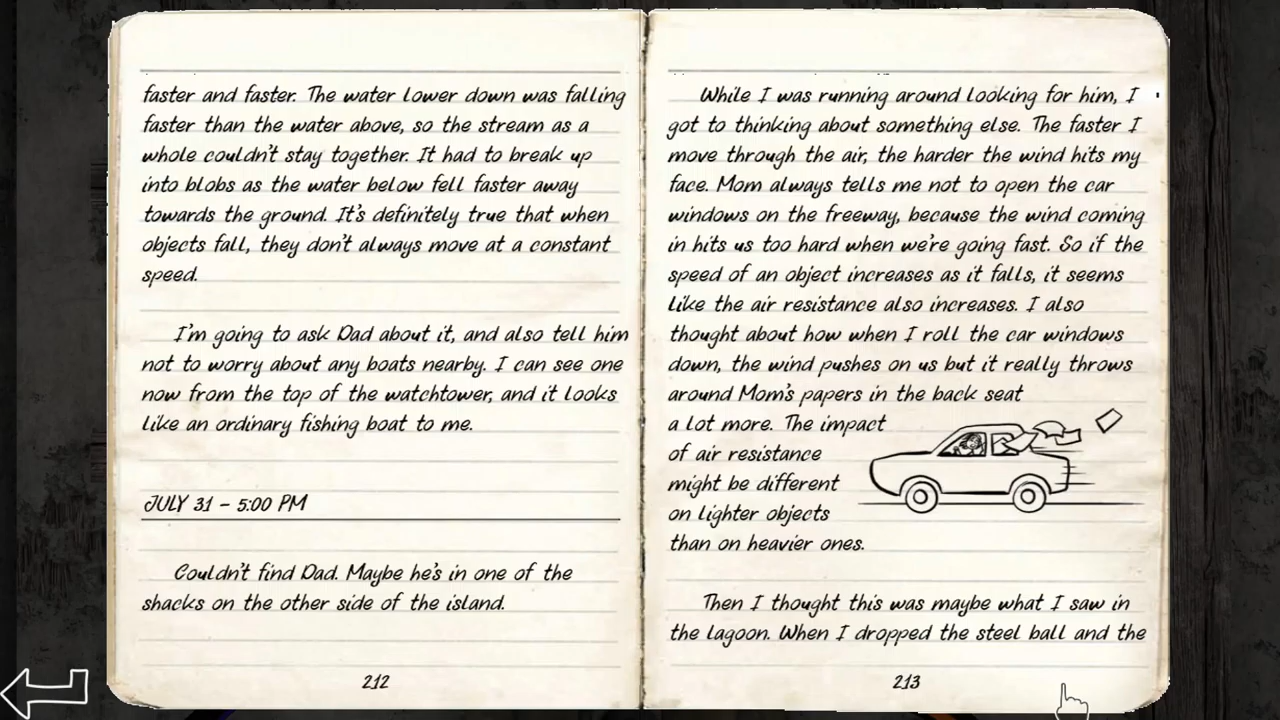 faster and faster. The water lower down was falling
faster than the water above, so the stream as a
whole couldn't stay together. It had to break up
into blobs as the water below fell faster away
towards the ground. It's definitely true that when
objects fall, they don't always move at a constant
speed.
I'm going to ask Dad about it, and also tell him
not to worry about any boats nearby. I can see one
now from the top of the watchtower, and it looks
like an ordinary fishing boat to me.
JULY 31 - 5:00 PM
Couldn't find Dad. Maybe he's in one of the
shacks on the other side of the island.
212
While I was running around looking for him, I
got to thinking about something else. The faster I
move through the air, the harder the wind hits my
face. Mom always tells me not to open the car
windows on the freeway, because the wind coming
in hits us too hard when we're going fast. So if the
speed of an object increases as it falls, it seems
like the air resistance also increases. I also
thought about how when I roll the car windows
down, the wind pushes on us but it really throws
around Mom's papers in the back seat
a lot more. The impact
of air resistance
might be different
on lighter objects
than on heavier ones.
Then I thought this was maybe what I saw in
the lagoon. When I dropped the steel ball and the
213